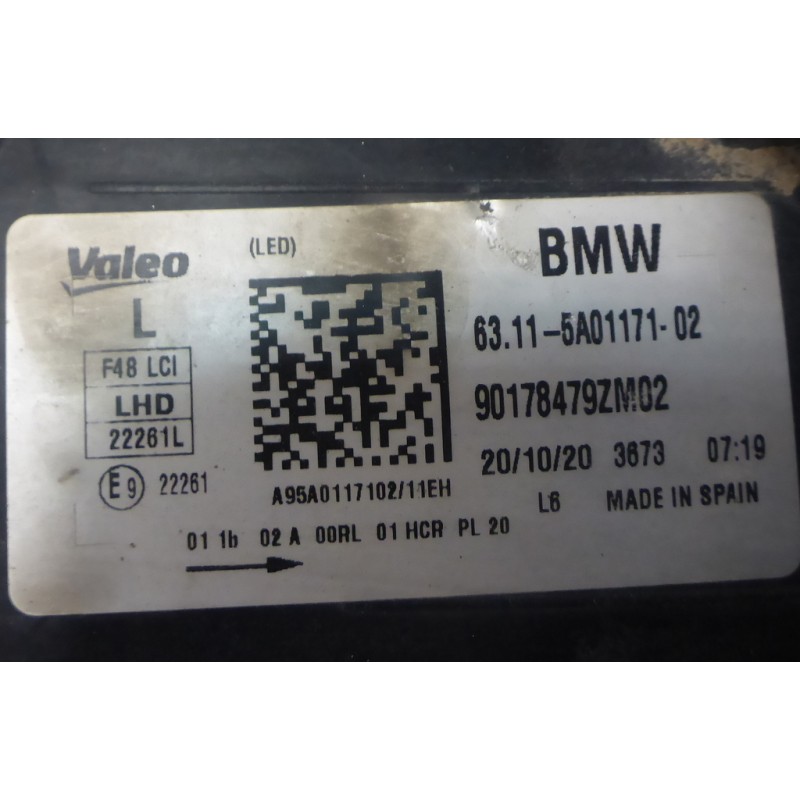 Valeo
(LED)
BMW
L
63.11-5A01171-02
F48 LCI
LHD
22261L
90178479ZM02
20/10/20 3673 07:19
E9 22261
A95A0117102/11EH
L6 MADE IN SPAIN
01 1b 02 A 00RL 01 HCR PL 20